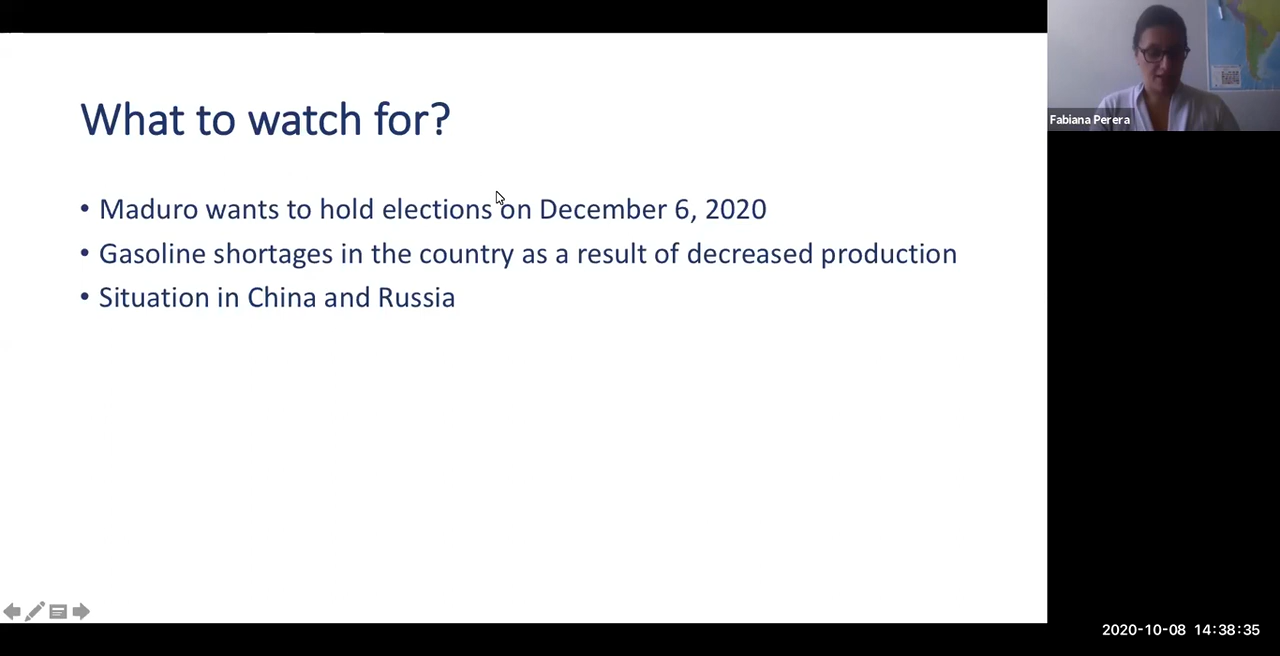 What to watch for?
• Maduro wants to hold elections on December 6, 2020
• Gasoline shortages in the country as a result of decreased production
• Situation in China and Russia
Fabiana Perera
2020-10-08 14:38:35